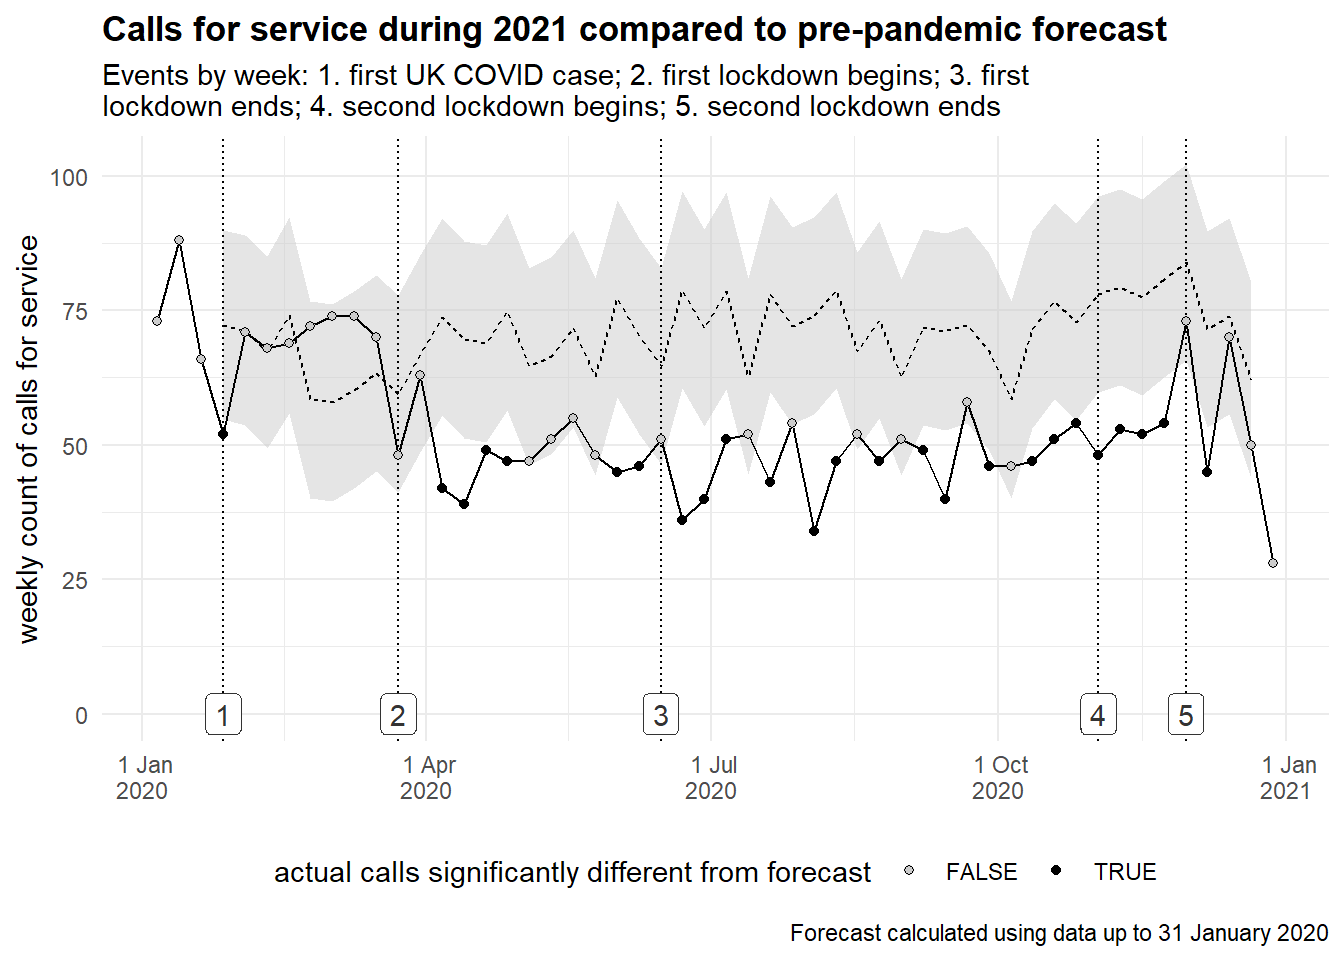 Calls for service during 2021 compared to pre-pandemic forecast
Events by week: 1. first UK COVID case; 2. first lockdown begins; 3. first
lockdown ends; 4. second lockdown begins; 5. second lockdown ends
weekly count of calls for service
100
75
50
25
0
1
2
3
4
5
1 Jan
2020
1 Apr
2020
1 Jul
2020
1 Oct
2020
1 Jan
2021
actual calls significantly different from forecast FALSE TRUE
Forecast calculated using data up to 31 January 2020